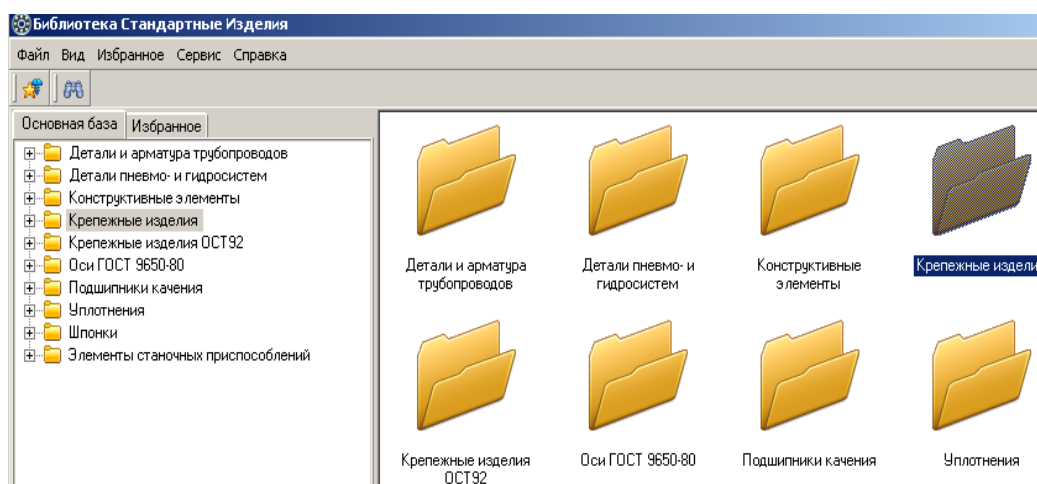 Библиотека Стандартные Изделия
Файл Вид Избранное Сервис Справка
Основная база Избранное
Детали и арматура трубопроводов
Детали пневмо- и гидросистем
Конструктивные элементы
Крепежные изделия
Крепежные изделия ОСТ92
Оси ГОСТ 9650-80
Подшипники качения
Уплотнения
Шпонки
Элементы станочных приспособлений
Детали и арматура
трубопроводов
Детали пневмо- и
гидросистем
Конструктивные
элементы
Крепежные издели
Крепежные изделия
ОСТ92
Оси ГОСТ 9650-80
Подшипники качения
Уплотнения